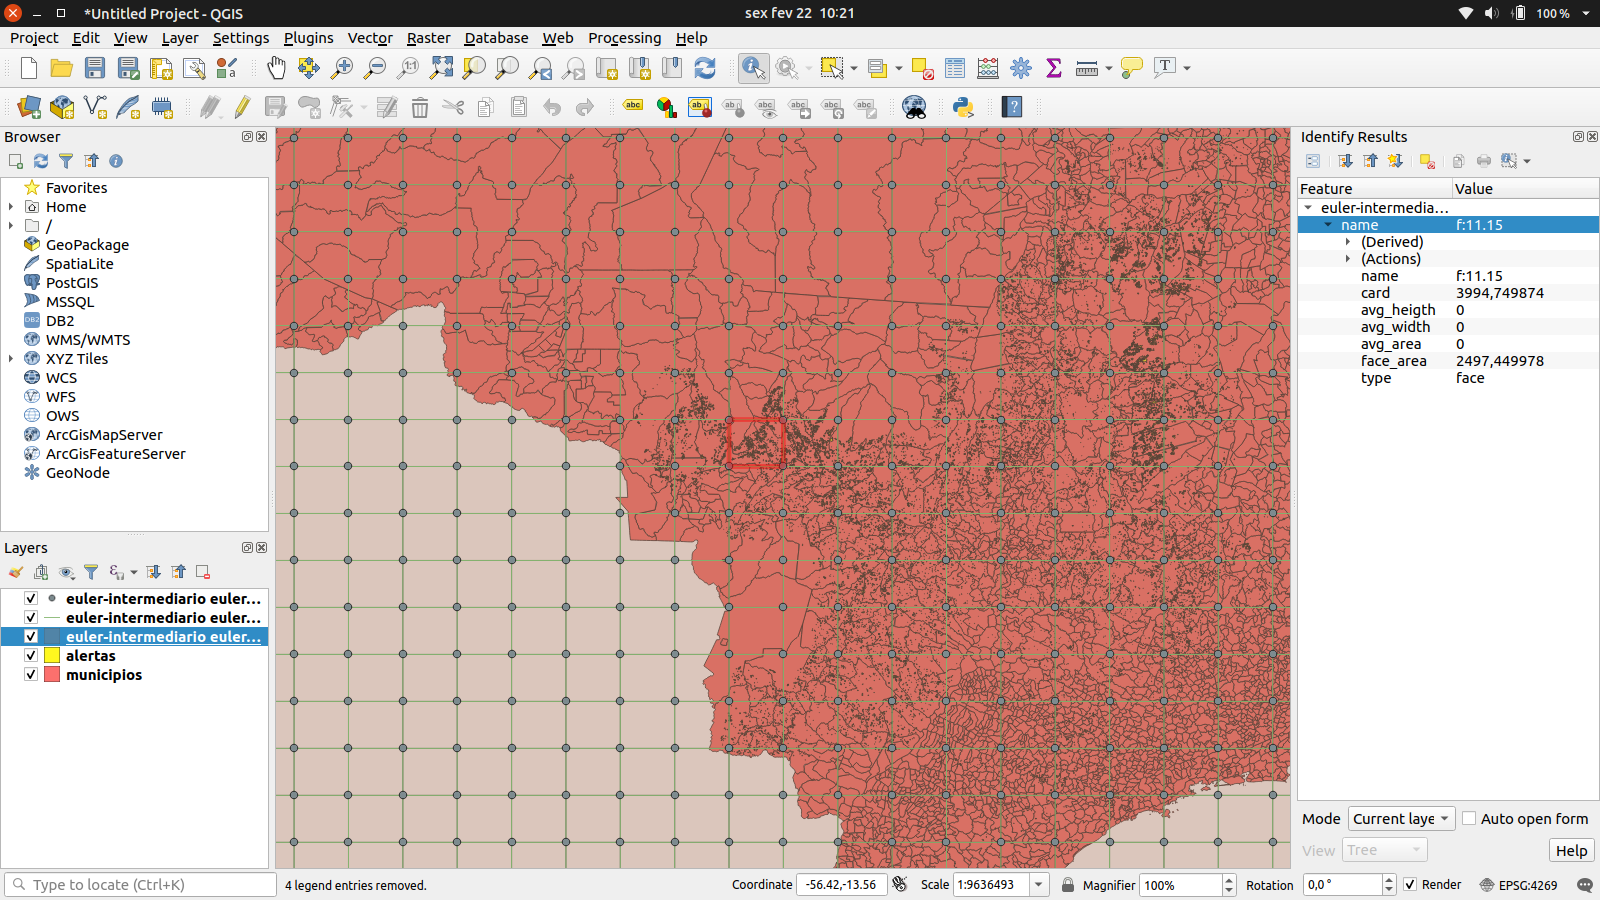 *Untitled Project - QGIS
sex fev 22 10:21
100 %
Project Edit View Layer Settings Plugins Vector Raster Database Web Processing Help
Browser
Favorites
Home
/
GeoPackage
SpatiaLite
PostGIS
MSSQL
DB2
WMS/WMTS
XYZ Tiles
WCS
WFS
OWS
ArcGisMapServer
ArcGisFeatureServer
GeoNode
Layers
euler-intermediario euler...
euler-intermediario euler...
euler-intermediario euler...
alertas
municipios
Identify Results
Feature Value
euler-intermedia...
name f:11.15
(Derived)
(Actions)
name f:11.15
card 3994,749874
avg_heigth 0
avg_width 0
avg_area 0
face_area 2497,449978
type face
Mode Current laye Auto open form
View Tree Help
Type to locate (Ctrl+K) 4 legend entries removed. Coordinate -56.42,-13.56 Scale 1:9636493 Magnifier 100% Rotation 0,0 ° Render EPSG:4269